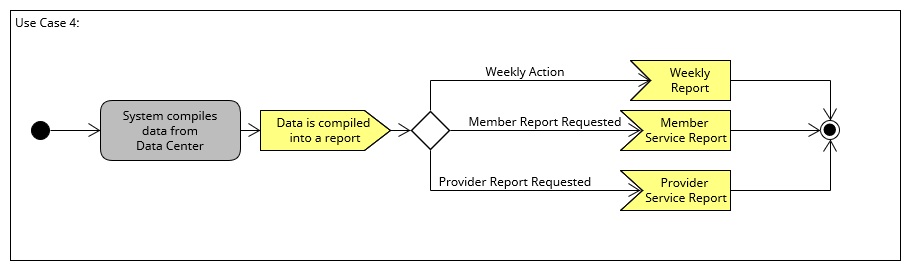 Use Case 4:
System compiles
data from
Data Center
Data is compiled
into a report
Weekly Action
Weekly
Report
Member Report Requested
Member
Service Report
Provider Report Requested
Provider
Service Report